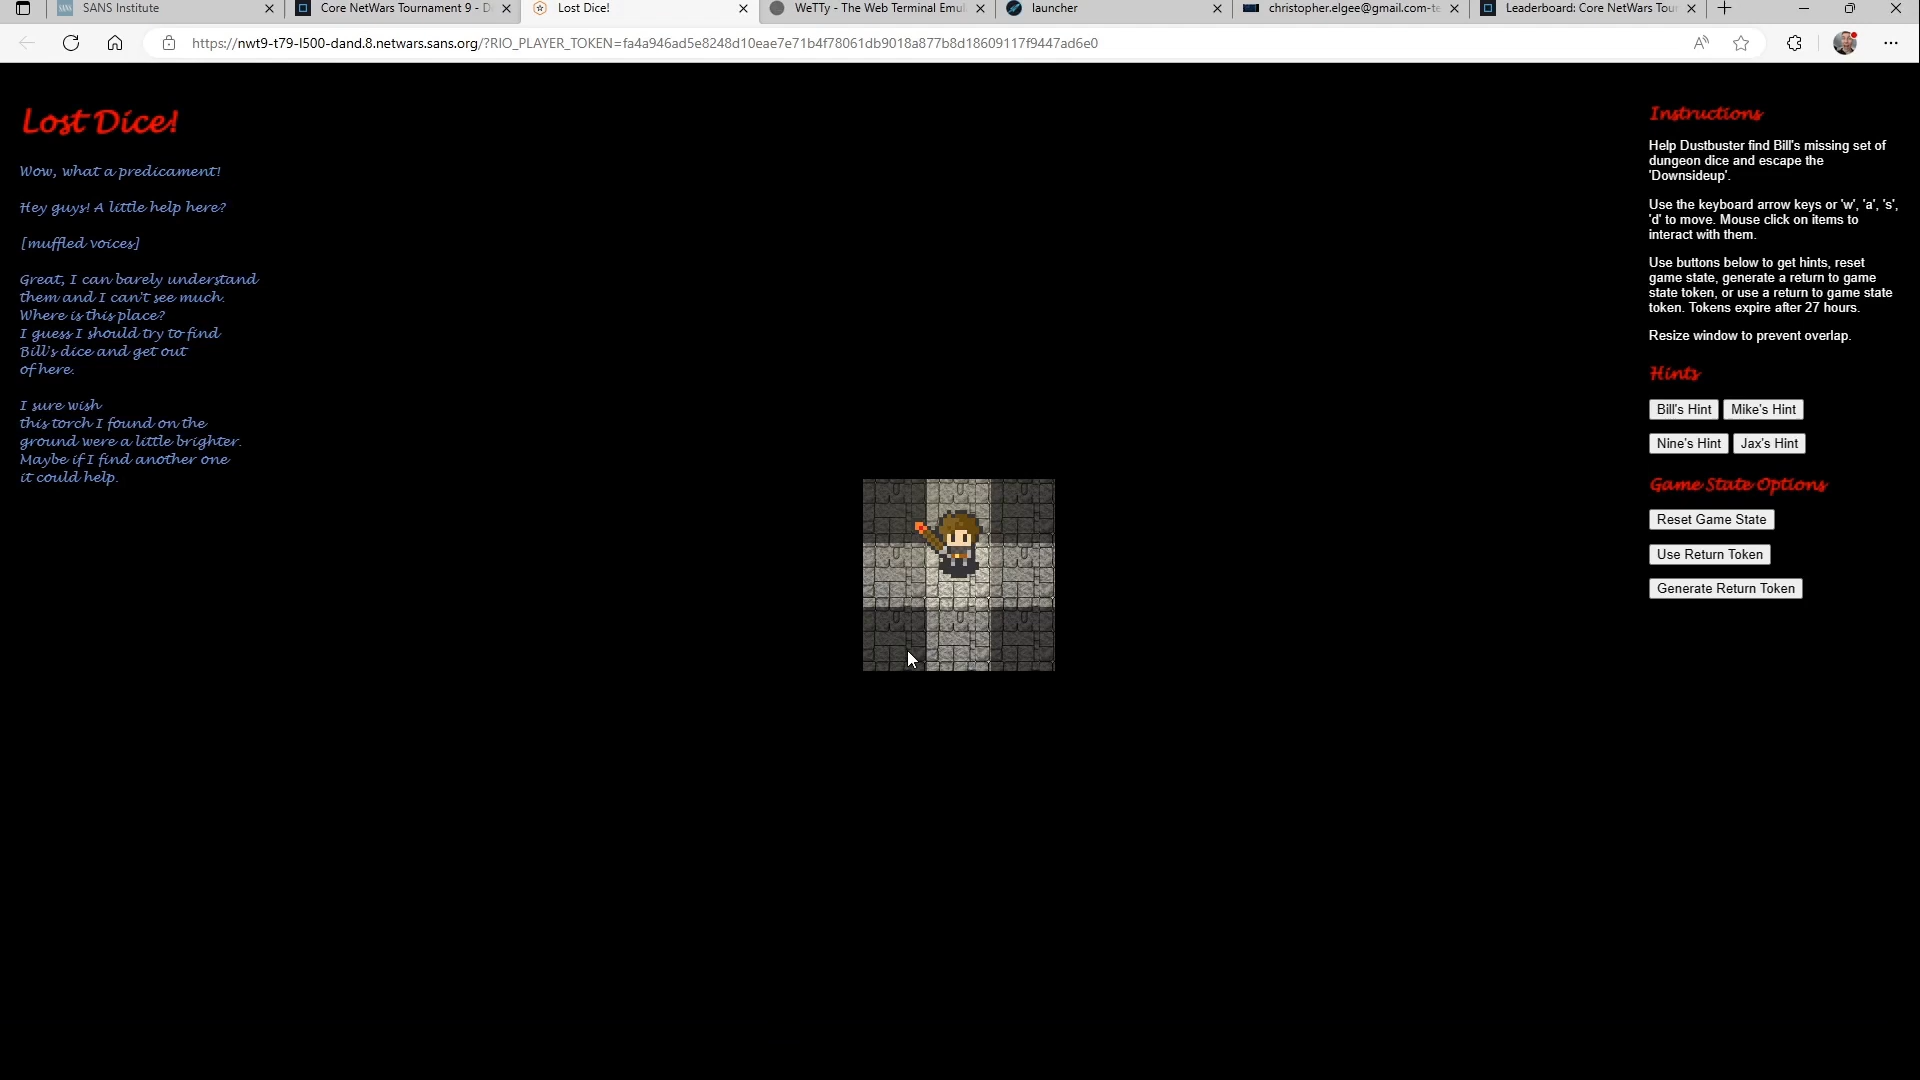 SANS Institute
Core NetWars Tournament 9 - D
Lost Dice!
WeTTy - The Web Terminal Emul
launcher
christopher.elgee@gmail.com-te
Leaderboard: Core NetWars Tour
https://nwt9-t79-l500-dand.8.netwars.sans.org/?RIO_PLAYER_TOKEN=fa4a946ad5e8248d10eae7e71b4f78061db9018a877b8d18609117f9447ad6e0
Lost Dice!
Wow, what a predicament!
Hey guys! A little help here?
[muffled voices]
Great, I can barely understand
them and I can't see much.
Where is this place?
I guess I should try to find
Bill's dice and get out
of here.
I sure wish
this torch I found on the
ground were a little brighter.
Maybe if I find another one
it could help.
Instructions
Help Dustbuster find Bill's missing set of
dungeon dice and escape the
'Downsideup'.
Use the keyboard arrow keys or 'w', 'a', 's',
'd' to move. Mouse click on items to
interact with them.
Use buttons below to get hints, reset
game state, generate a return to game
state token, or use a return to game state
token. Tokens expire after 27 hours.
Resize window to prevent overlap.
Hints
Bill's Hint Mike's Hint
Nine's Hint Jax's Hint
Game State Options
Reset Game State
Use Return Token
Generate Return Token